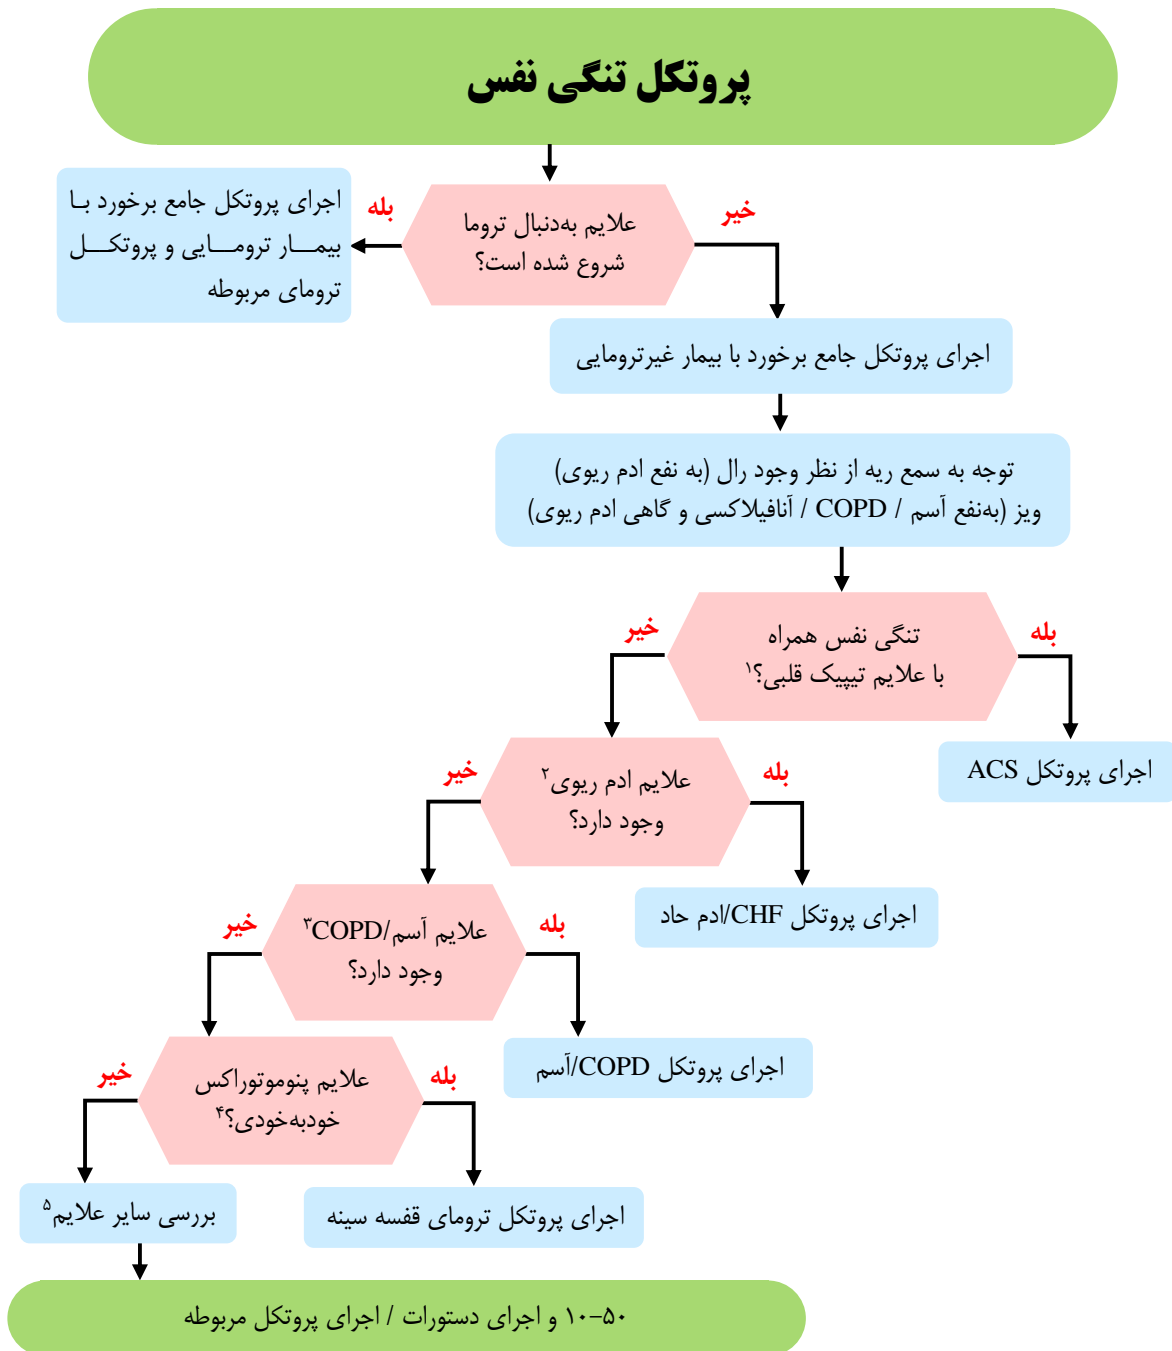 پروتکل تنگی نفس
علایم به‌دنبال تروما
شروع شده است؟
بله
اجرای پروتکل جامع برخورد با
بیمار ترومایی و پروتکل
ترومای مربوطه
خیر
اجرای پروتکل جامع برخورد با بیمار غیرترومایی
توجه به سمع ریه از نظر وجود رال (به نفع ادم ریوی)
ویز (به‌نفع آسم / COPD / آنافیلاکسی و گاهی ادم ریوی)
تنگی نفس همراه
با علایم تیپیک قلبی؟۱
بله
اجرای پروتکل ACS
خیر
علایم ادم ریوی۲
وجود دارد؟
بله
اجرای پروتکل CHF/ادم حاد
خیر
علایم آسم/COPD۳
وجود دارد؟
بله
اجرای پروتکل COPD/آسم
خیر
علایم پنوموتوراکس
خودبه‌خودی؟۴
بله
اجرای پروتکل ترومای قفسه سینه
خیر
بررسی سایر علایم۵
۱۰-۵۰ و اجرای دستورات / اجرای پروتکل مربوطه